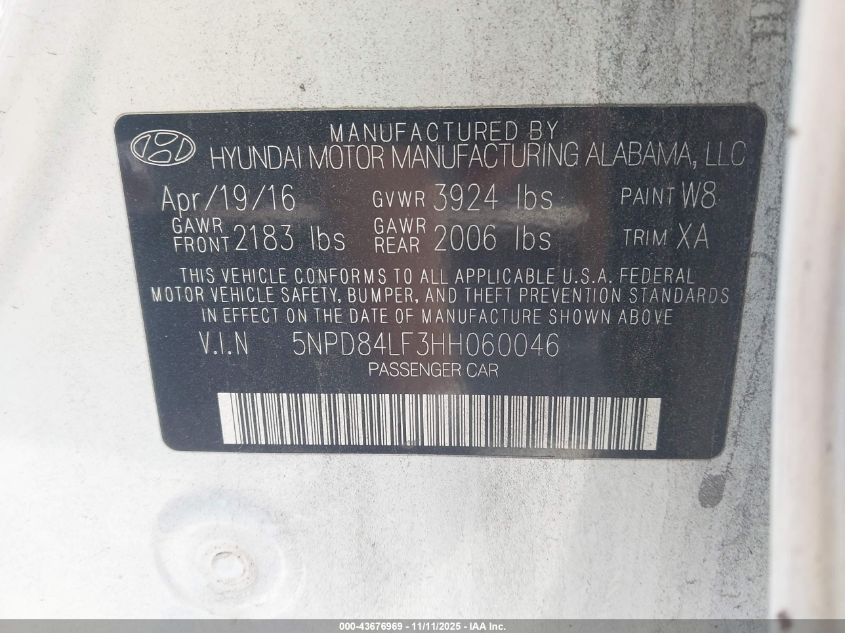 MANUFACTURED BY
HYUNDAI MOTOR MANUFACTURING ALABAMA, LLC
Apr/19/16 GVWR 3924 lbs PAINT W8
GAWR FRONT 2183 lbs GAWR REAR 2006 lbs TRIM XA
THIS VEHICLE CONFORMS TO ALL APPLICABLE U.S.A. FEDERAL
MOTOR VEHICLE SAFETY, BUMPER, AND THEFT PREVENTION STANDARDS
IN EFFECT ON THE DATE OF MANUFACTURE SHOWN ABOVE
V.I.N 5NPD84LF3HH060046
PASSENGER CAR
000-43676969 - 11/11/2025 - IAA Inc.